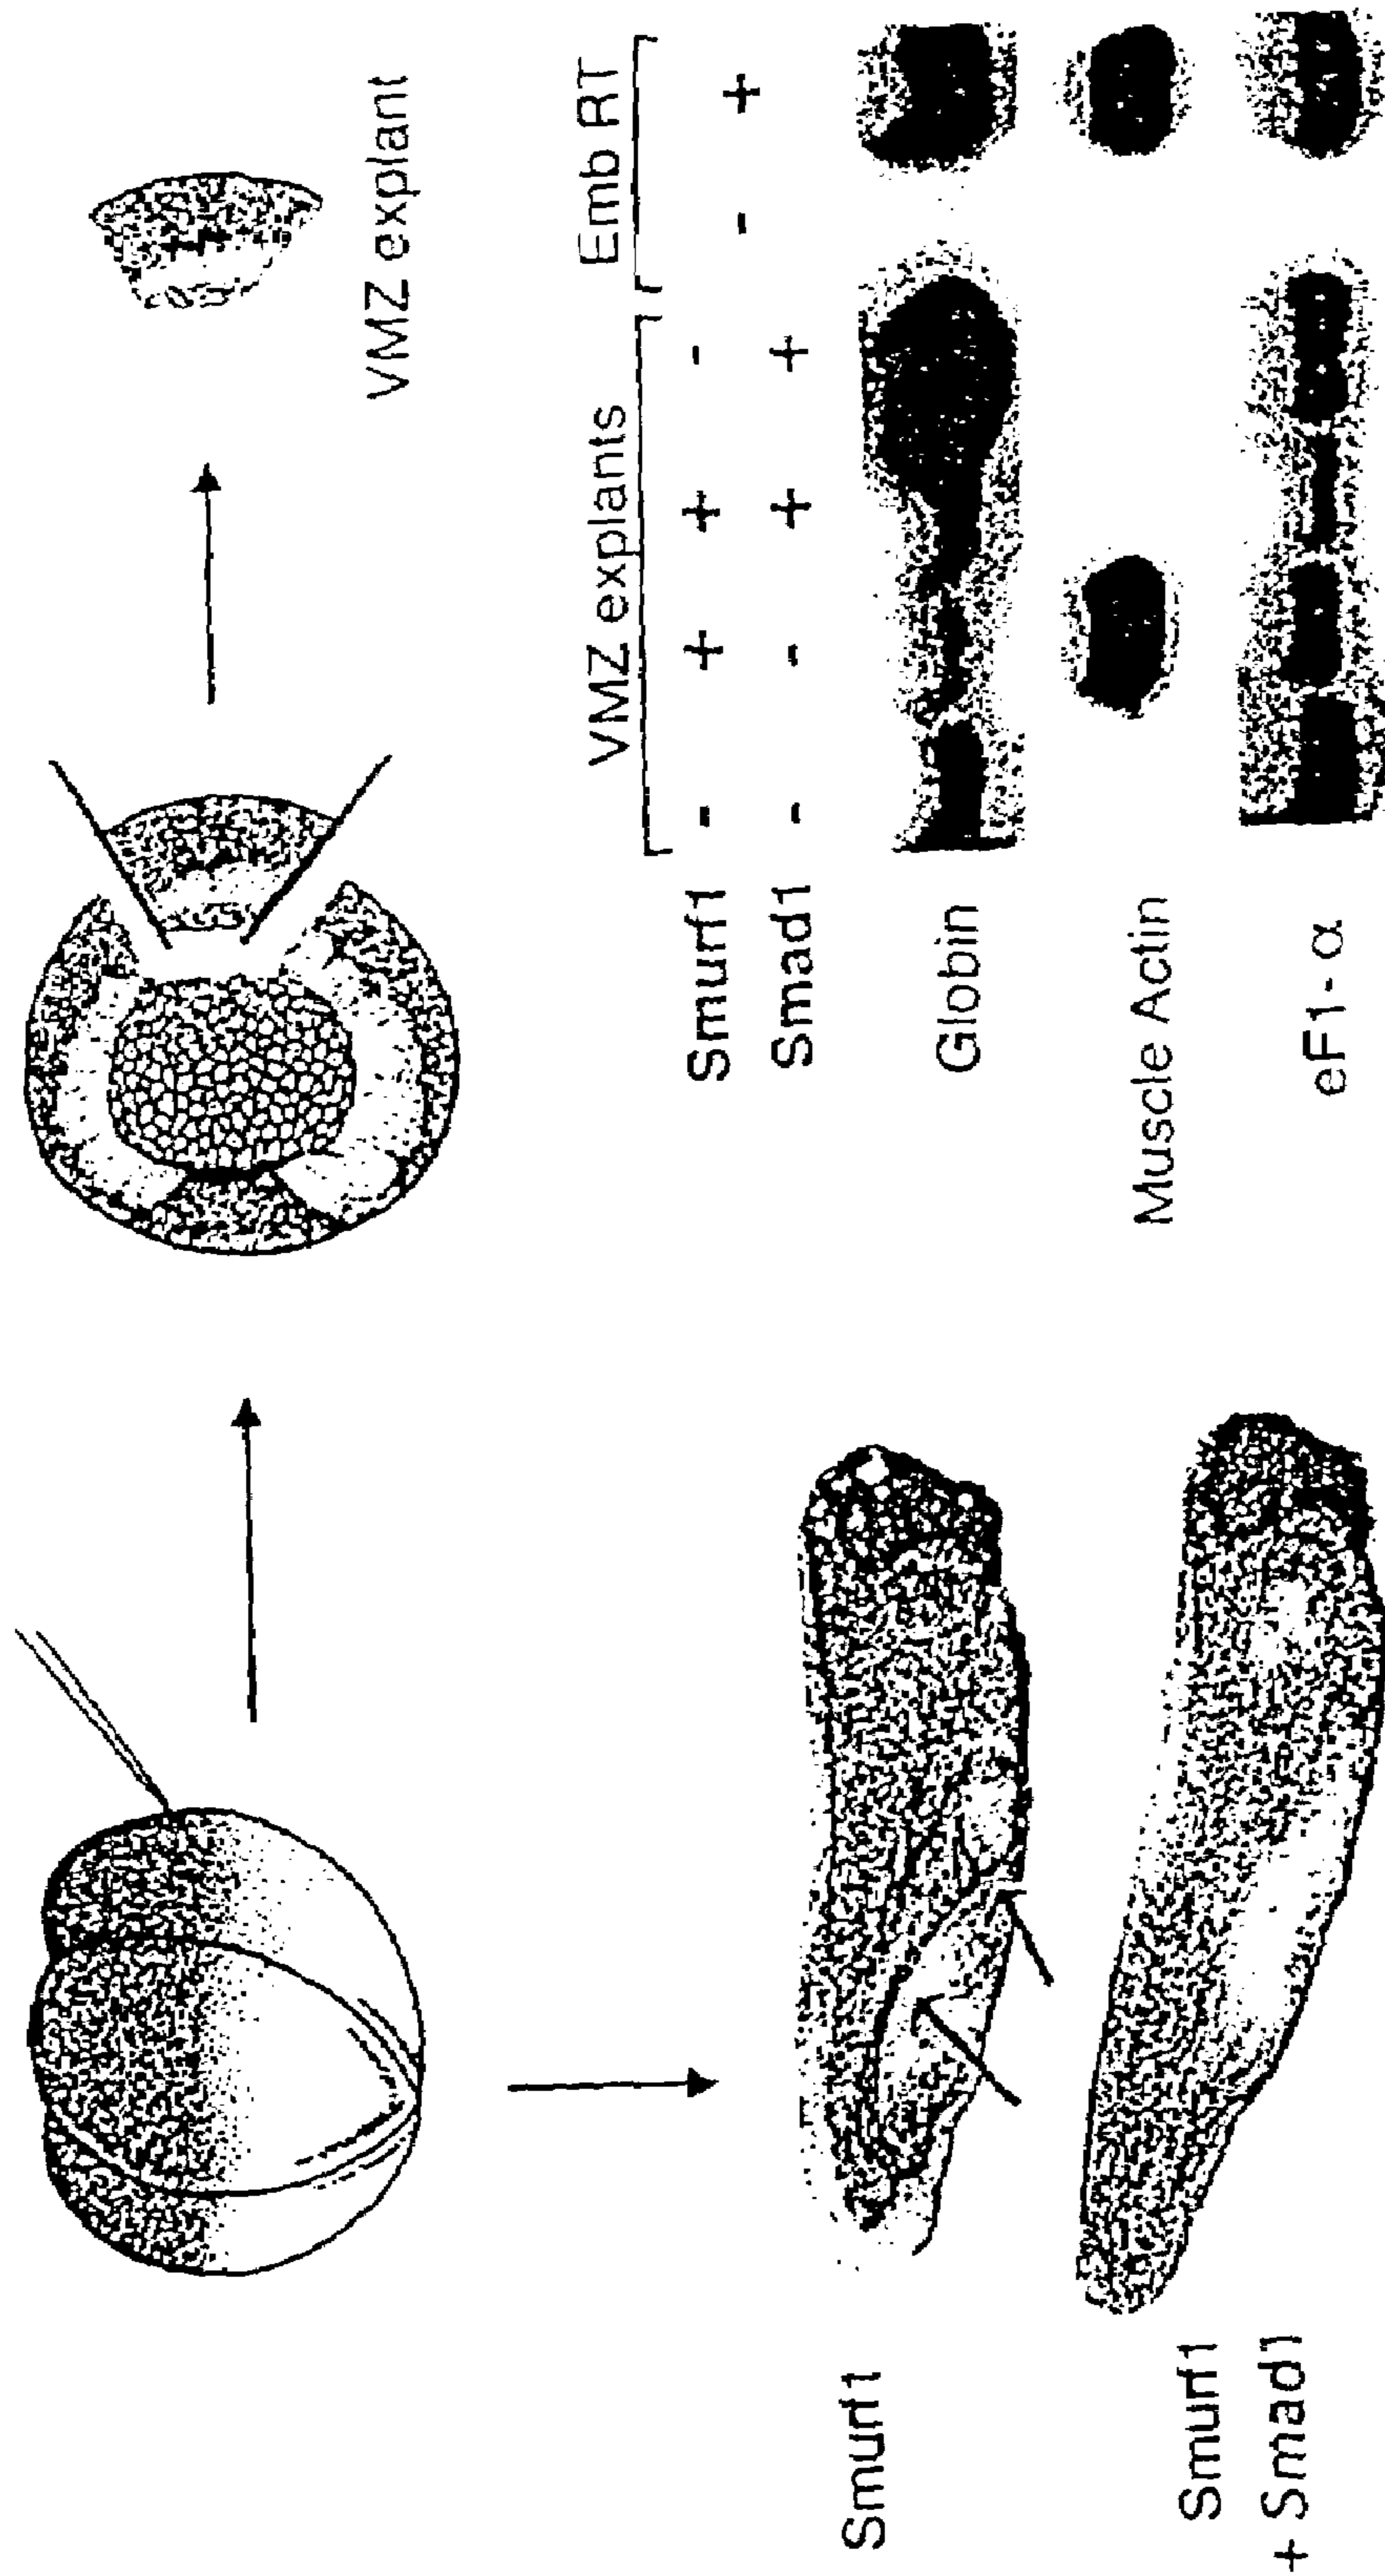 VMZ explant
VMZ explants Emb RT
Smurf1 - + + - - +
Smad1 - - + +
Globin
Muscle Actin
eF1-α
Smurf1
Smurf1
+ Smad1